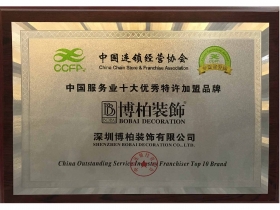 CCFP
中国连锁经营协会
China Chain Store & Franchise Association
中国服务业十大优秀特许加盟品牌
博柏装飾
BOBAI DECORATION
深圳博柏装饰有限公司
SHENZHEN BOBAI DECORATION CO., LTD.
China Outstanding Service Industry Franchiser Top 10 Brand